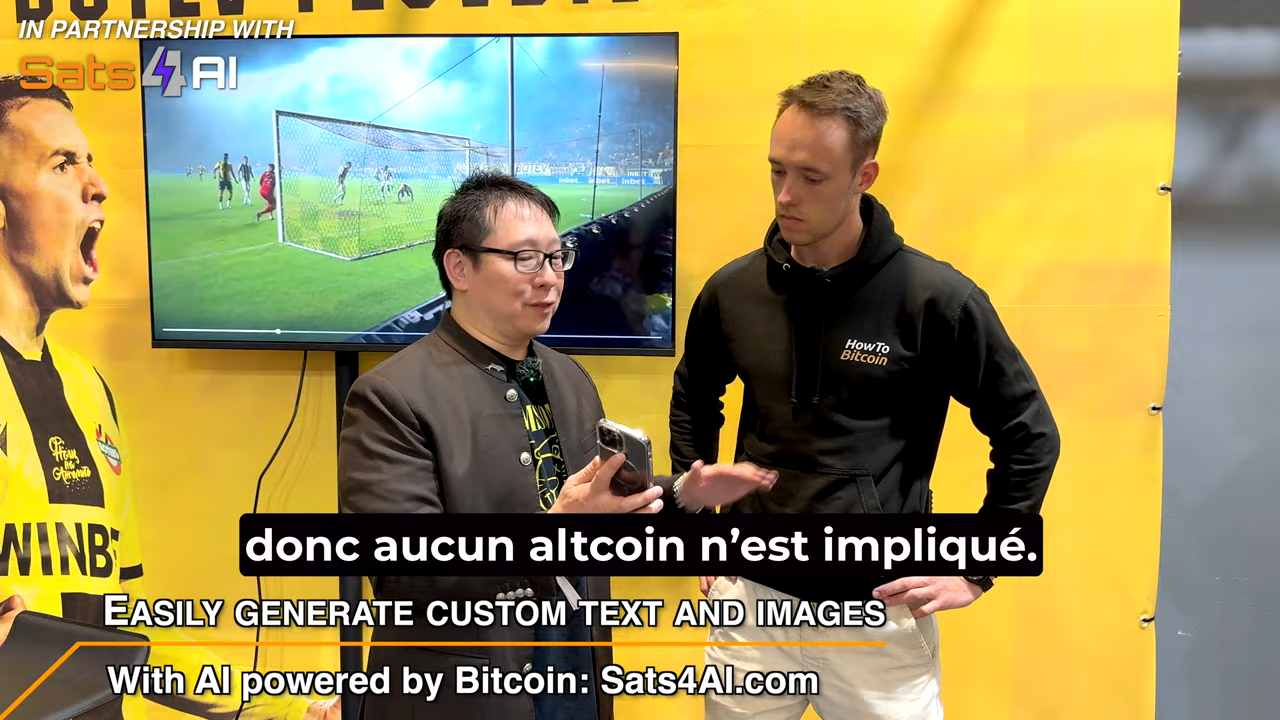 IN PARTNERSHIP WITH
Sats4AI
HowTo
Bitcoin
WINB
donc aucun altcoin n’est impliqué.
EASILY GENERATE CUSTOM TEXT AND IMAGES
With AI powered by Bitcoin: Sats4AI.com